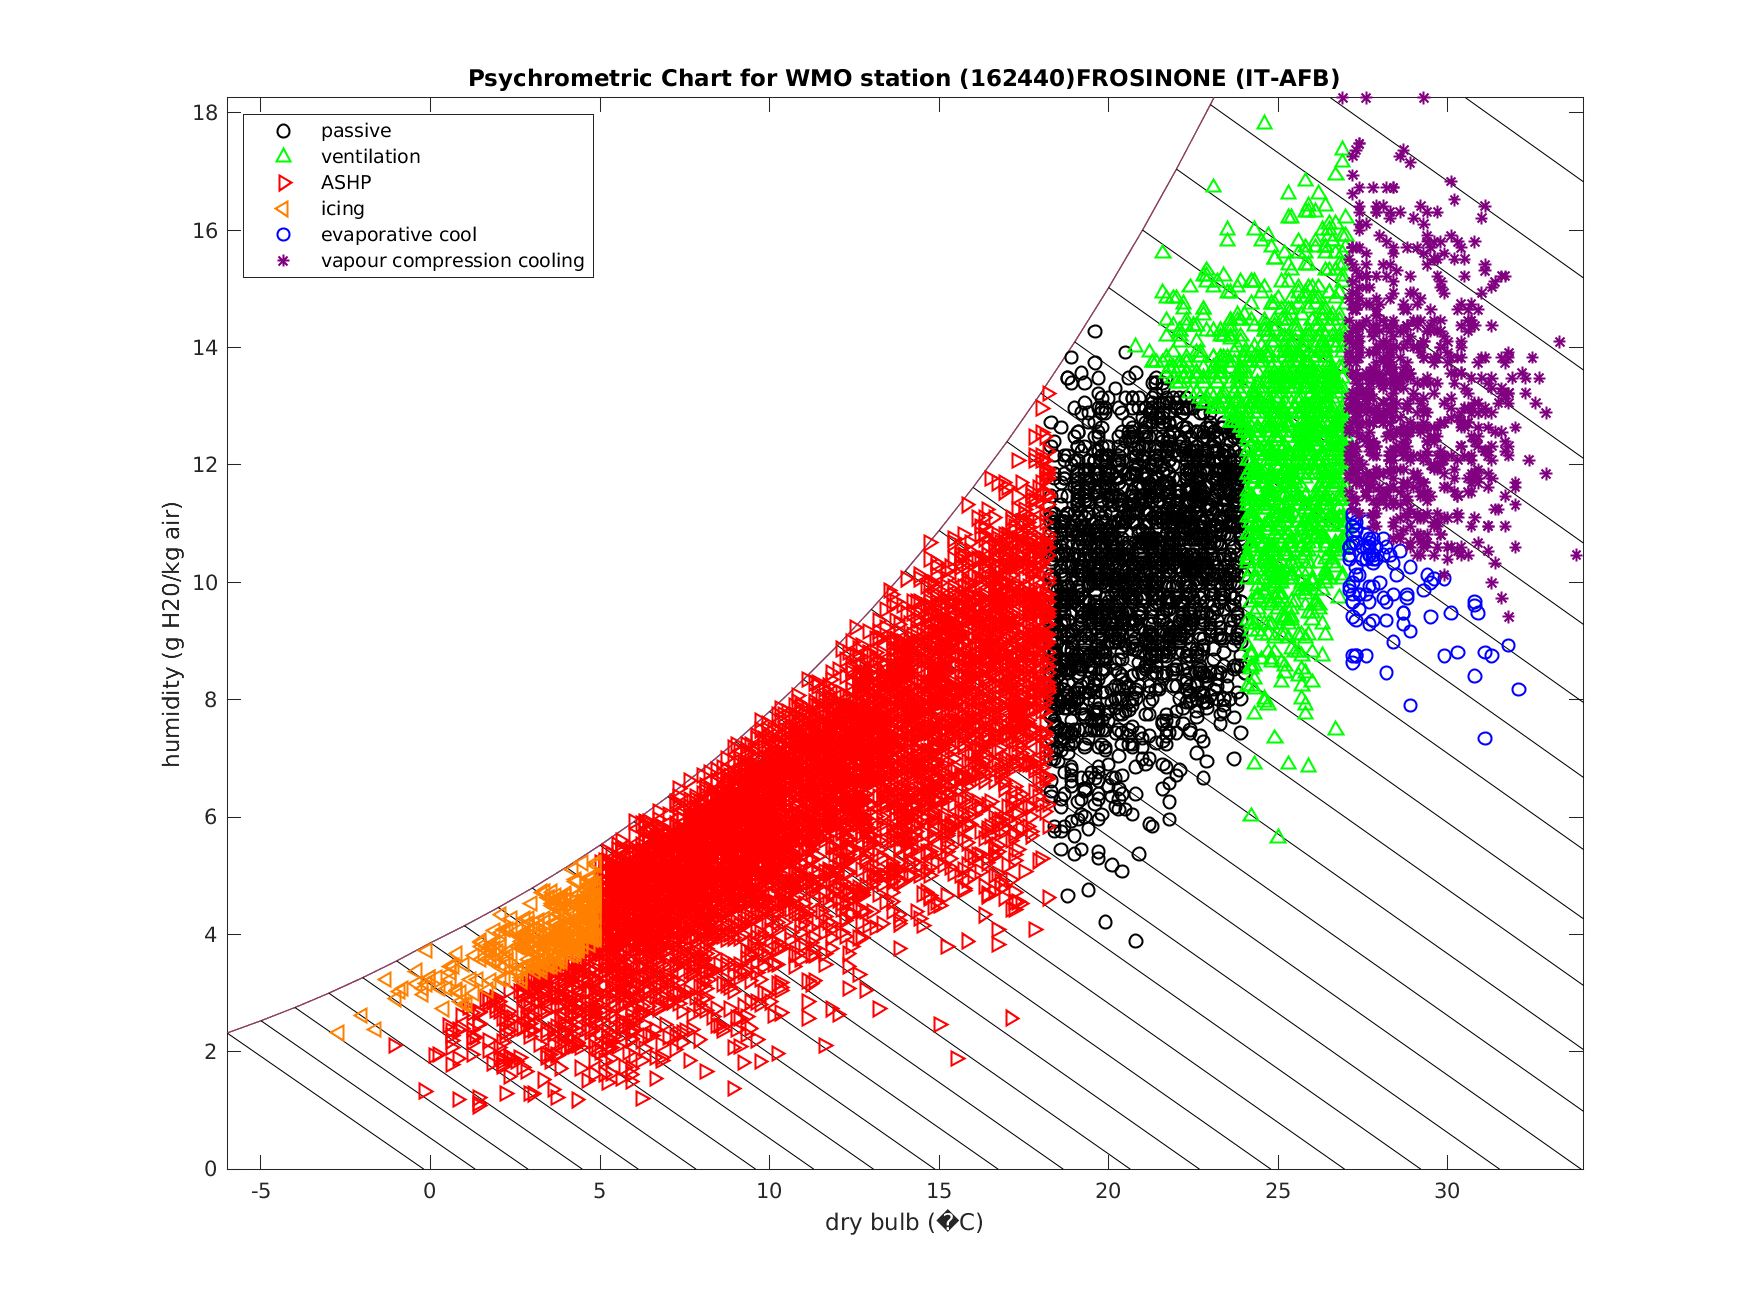 Psychrometric Chart for WMO station (162440)FROSINONE (IT-AFB)
passive
ventilation
ASHP
icing
evaporative cool
vapour compression cooling
18
16
14
12
10
8
6
4
2
0
humidity (g H20/kg air)
-5 0 5 10 15 20 25 30
dry bulb (�C)